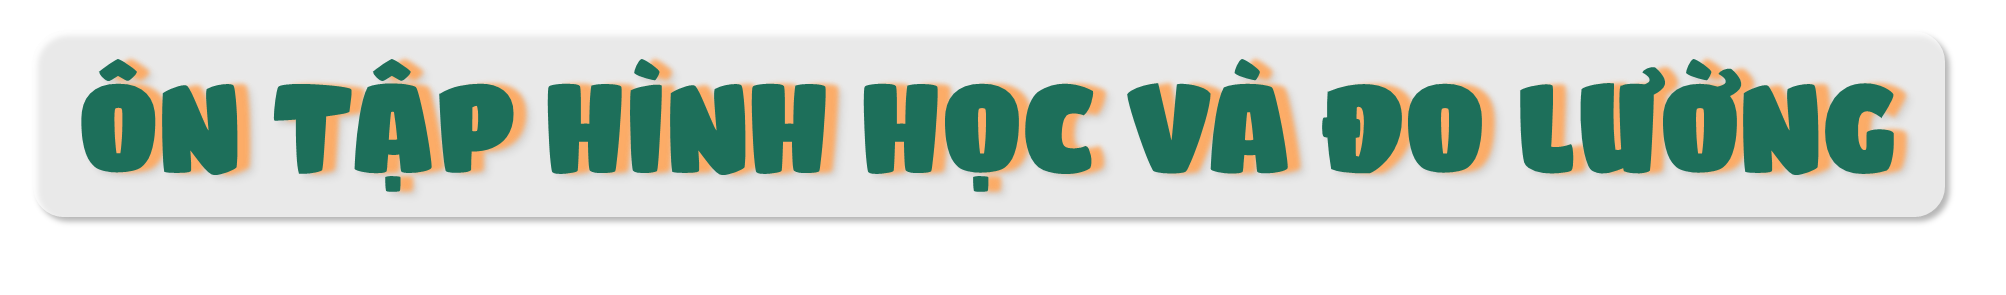 ÔN TẬP HÌNH HỌC VÀ ĐO LƯỜNG